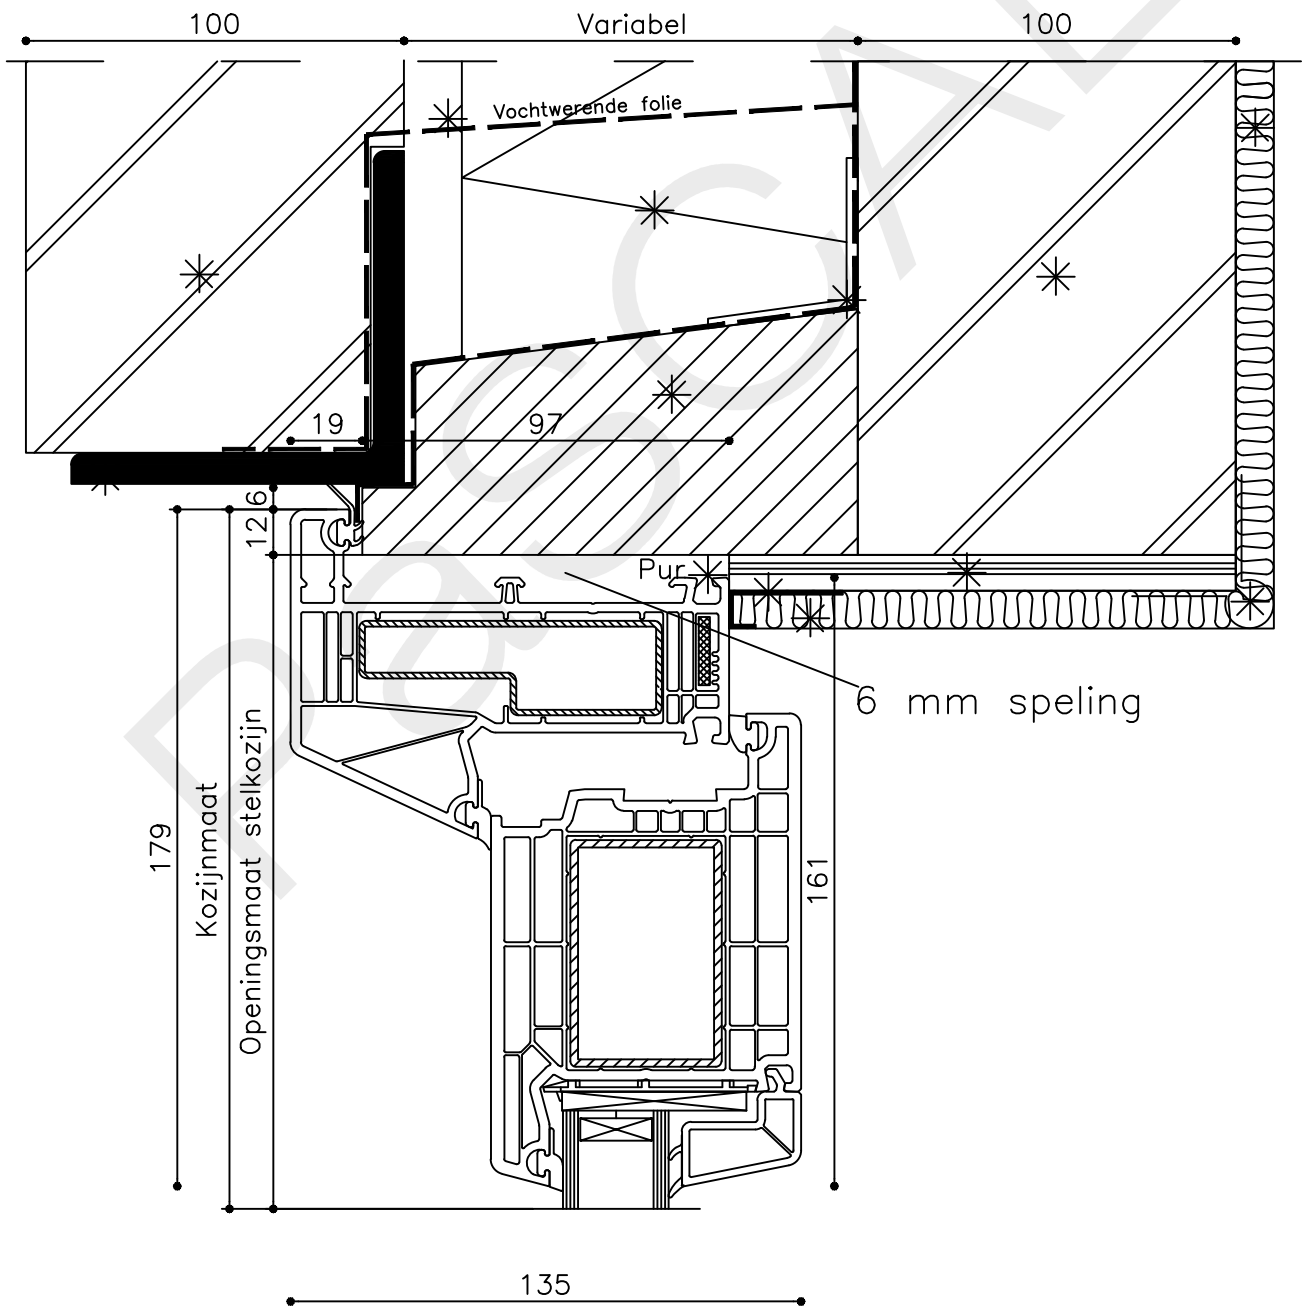 100
Variabel
100
Vochtwerende folie
19
97
6
12
Pur
6 mm speling
179
Kozijnmaat
Openingsmaat stelkozijn
161
135
PasCAL